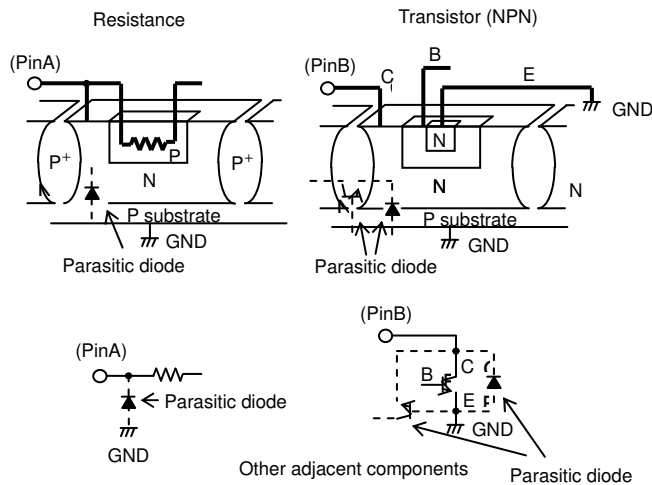 Resistance
Transistor (NPN)
(PinA)
(PinB)
C
B
E
GND
P+
P
N
P+
N
N
N
P substrate
GND
Parasitic diode
P substrate
GND
Parasitic diode
(PinA)
Parasitic diode
GND
(PinB)
B
C
E
GND
Other adjacent components
Parasitic diode